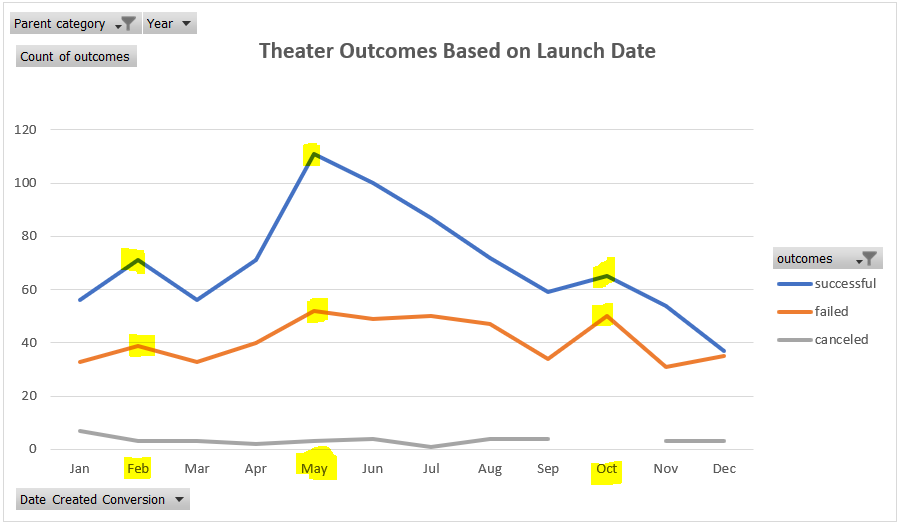 Parent category Year
Theater Outcomes Based on Launch Date
Count of outcomes
120
100
80
60
40
20
0
Jan Feb Mar Apr May Jun Jul Aug Sep Oct Nov Dec
outcomes
successful
failed
canceled
Date Created Conversion